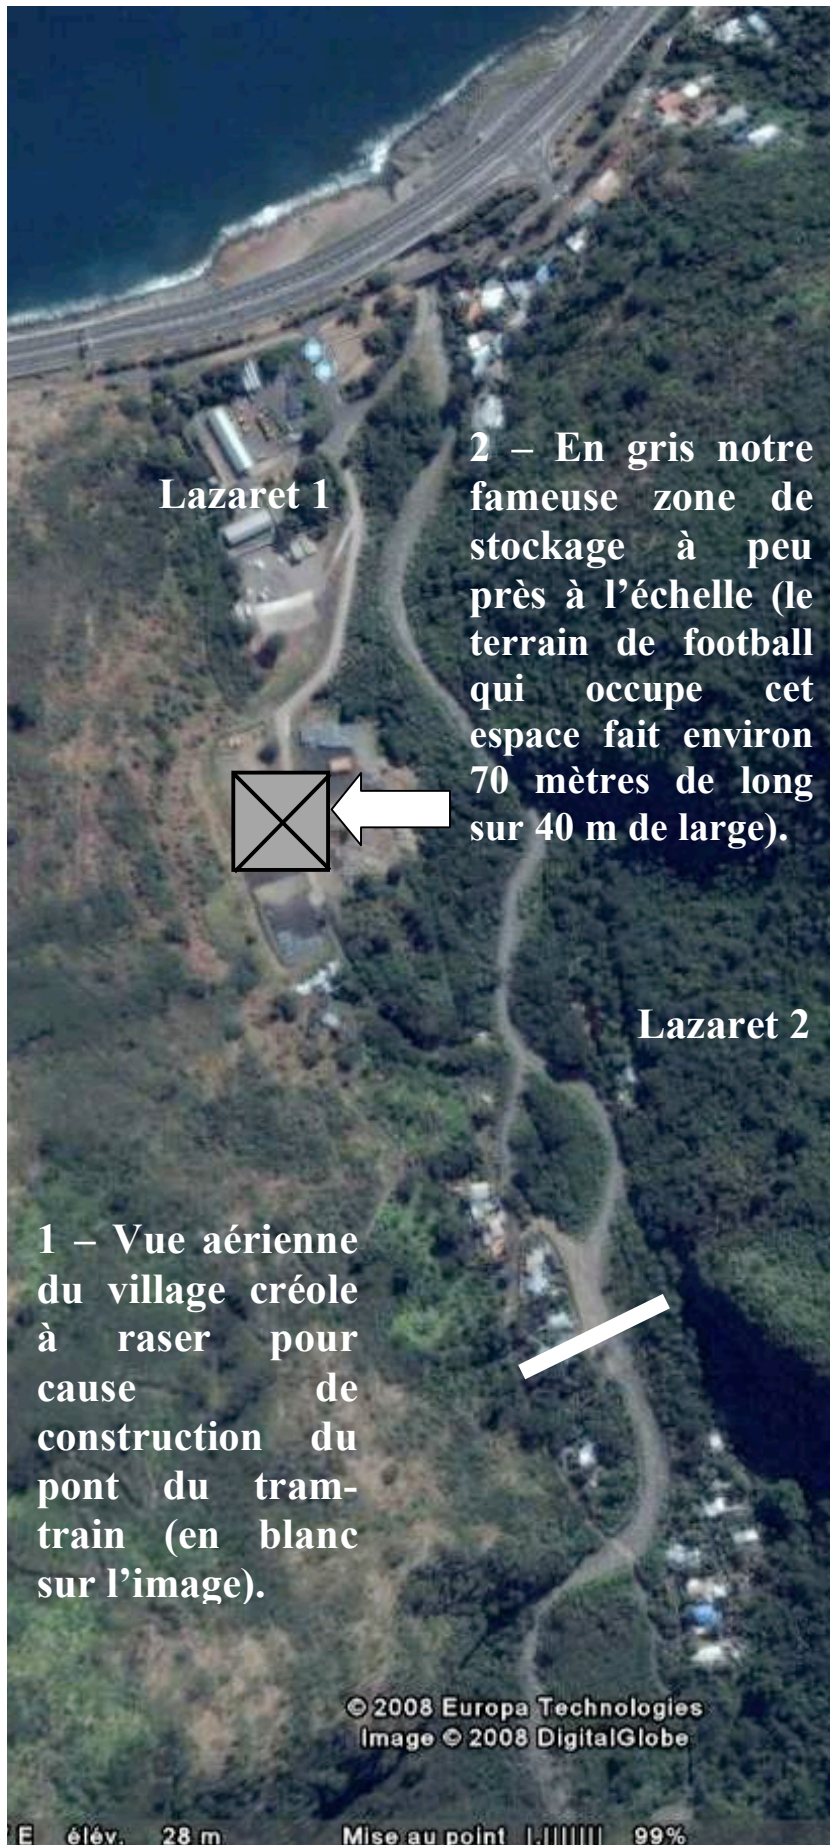 2 – En gris notre
fameuse zone de
stockage à peu
près à l’échelle (le
terrain de football
qui occupe cet
espace fait environ
70 mètres de long
sur 40 m de large).
Lazaret 1
Lazaret 2
1 – Vue aérienne
du village créole
à raser pour
cause de
construction du
pont du tram-
train (en blanc
sur l’image).
© 2008 Europa Technologies
Image © 2008 DigitalGlobe
E élév. 28 m Mise au point 99%